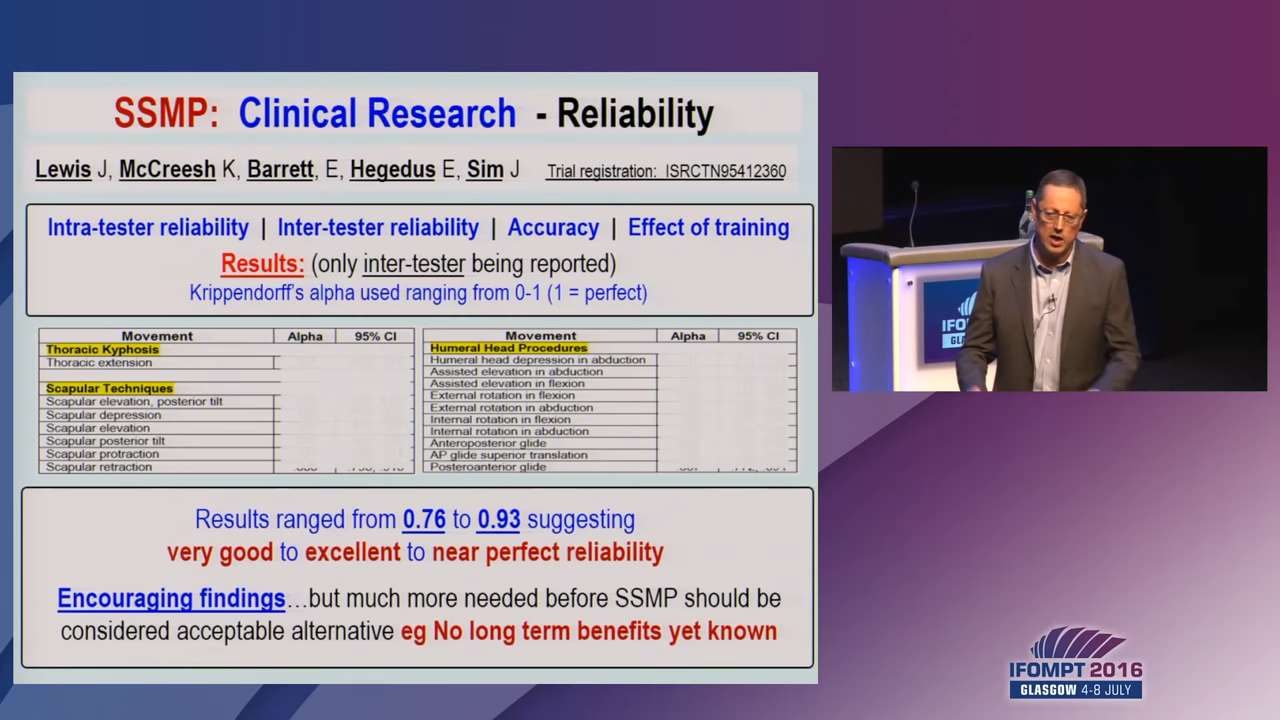 SSMP: Clinical Research - Reliability
Lewis J, McCreesh K, Barrett, E, Hegedus E, Sim J Trial registration: ISRCTN95412360
Intra-tester reliability | Inter-tester reliability | Accuracy | Effect of training
Results: (only inter-tester being reported)
Krippendorff's alpha used ranging from 0-1 (1 = perfect)
Movement Alpha 95% CI
Thoracic Kyphosis
Thoracic extension
Scapular Techniques
Scapular elevation, posterior tilt
Scapular depression
Scapular elevation
Scapular posterior tilt
Scapular protraction
Scapular retraction
Movement Alpha 95% CI
Humeral Head Procedures
Humeral head depression in abduction
Assisted elevation in abduction
Assisted elevation in flexion
External rotation in flexion
External rotation in abduction
Internal rotation in flexion
Internal rotation in abduction
Anteroposterior glide
AP glide superior translation
Posteroanterior glide
Results ranged from 0.76 to 0.93 suggesting
very good to excellent to near perfect reliability
Encouraging findings…but much more needed before SSMP should be
considered acceptable alternative eg No long term benefits yet known
IFOMPT 2016
GLASGOW 4-8 JULY